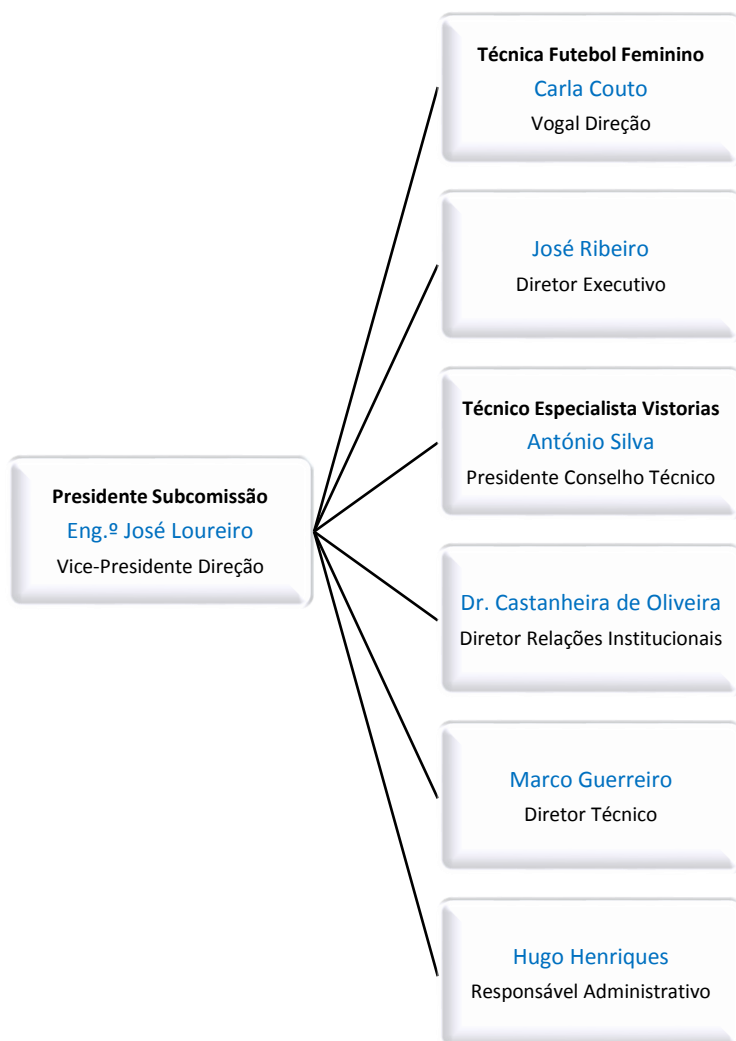 Técnica Futebol Feminino
Carla Couto
Vogal Direção
José Ribeiro
Diretor Executivo
Técnico Especialista Vistorias
António Silva
Presidente Conselho Técnico
Presidente Subcomissão
Eng.º José Loureiro
Vice-Presidente Direção
Dr. Castanheira de Oliveira
Diretor Relações Institucionais
Marco Guerreiro
Diretor Técnico
Hugo Henriques
Responsável Administrativo